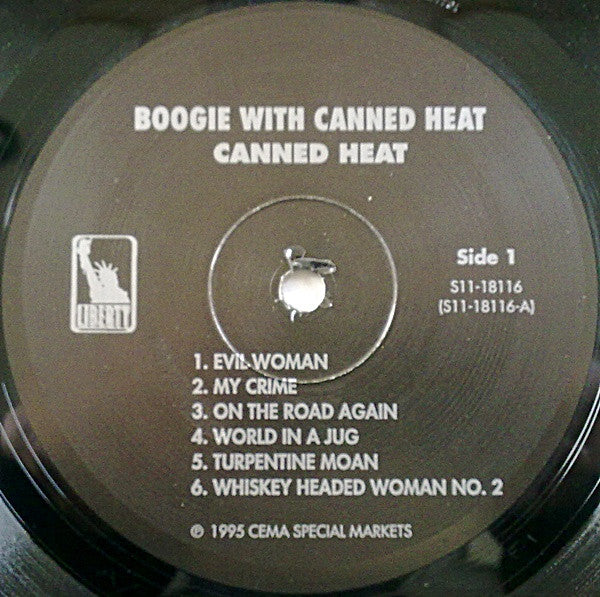 BOOGIE WITH CANNED HEAT
CANNED HEAT
LIBERTY
Side 1
S11-18116
(S11-18116-A)
1. EVIL WOMAN
2. MY CRIME
3. ON THE ROAD AGAIN
4. WORLD IN A JUG
5. TURPENTINE MOAN
6. WHISKEY HEADED WOMAN NO. 2
℗ 1995 CEMA SPECIAL MARKETS